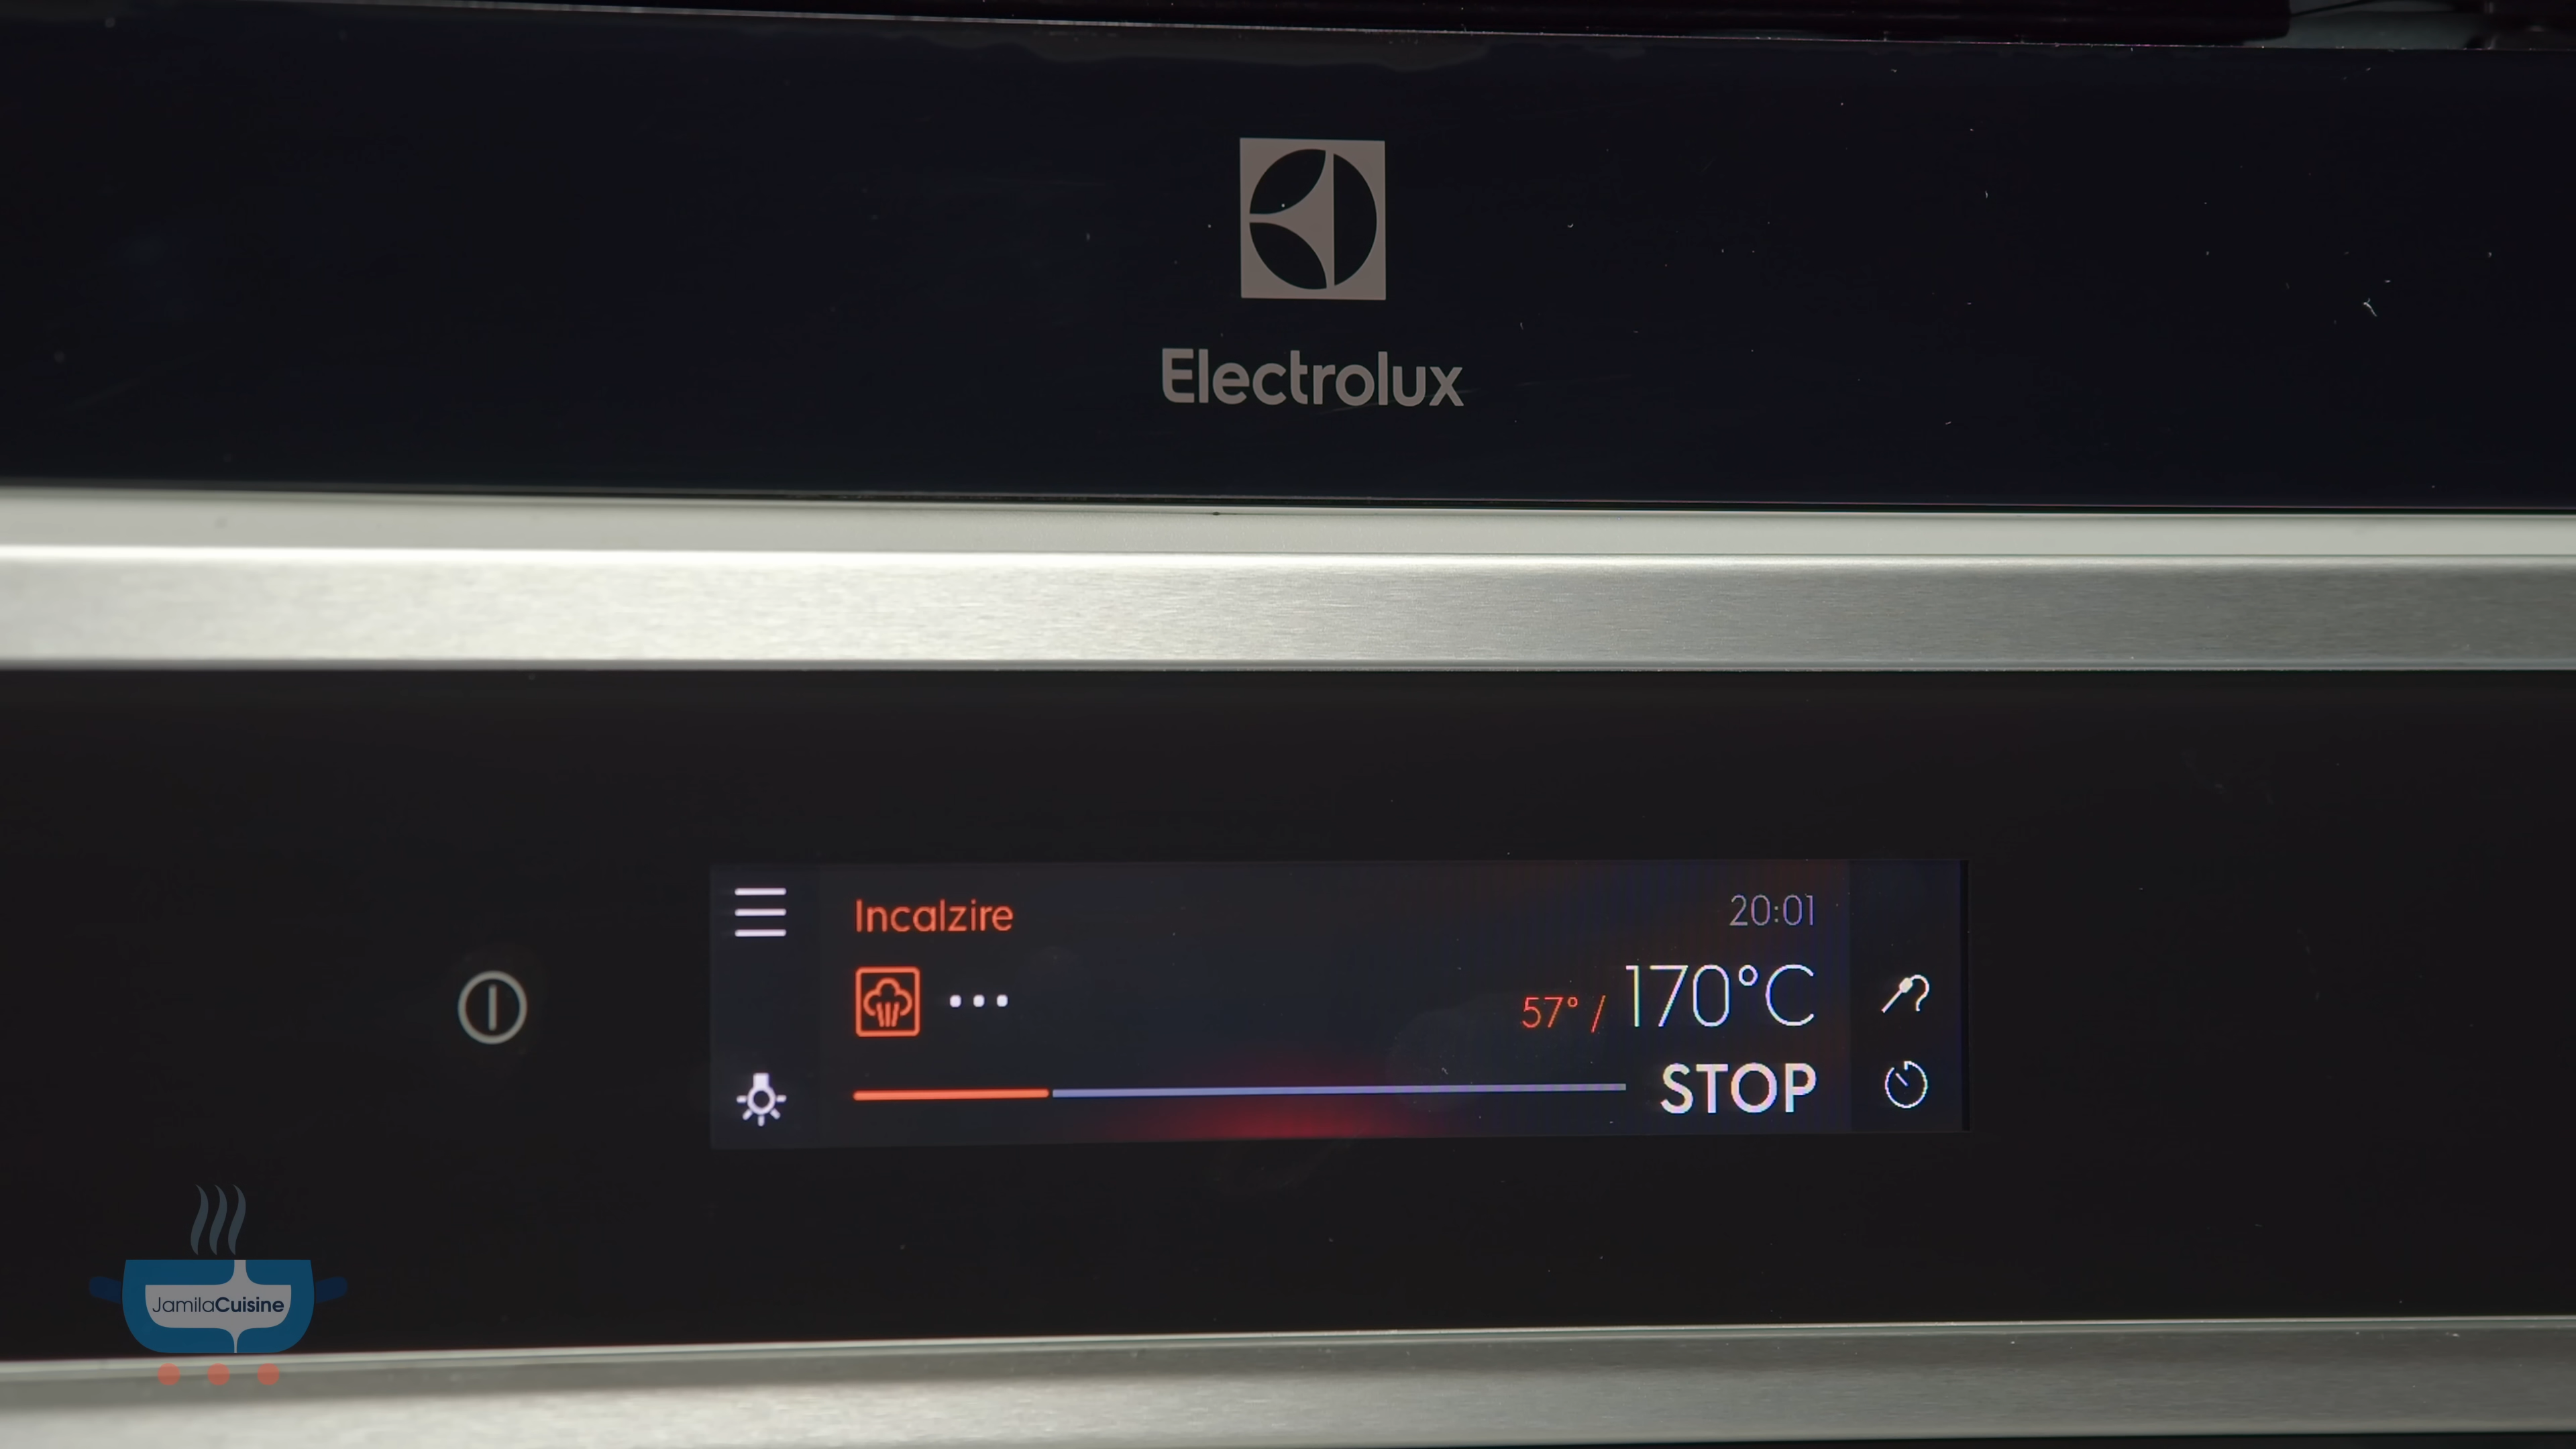 Electrolux
Incalzire
20:01
57° / 170°C
STOP
JamilaCuisine